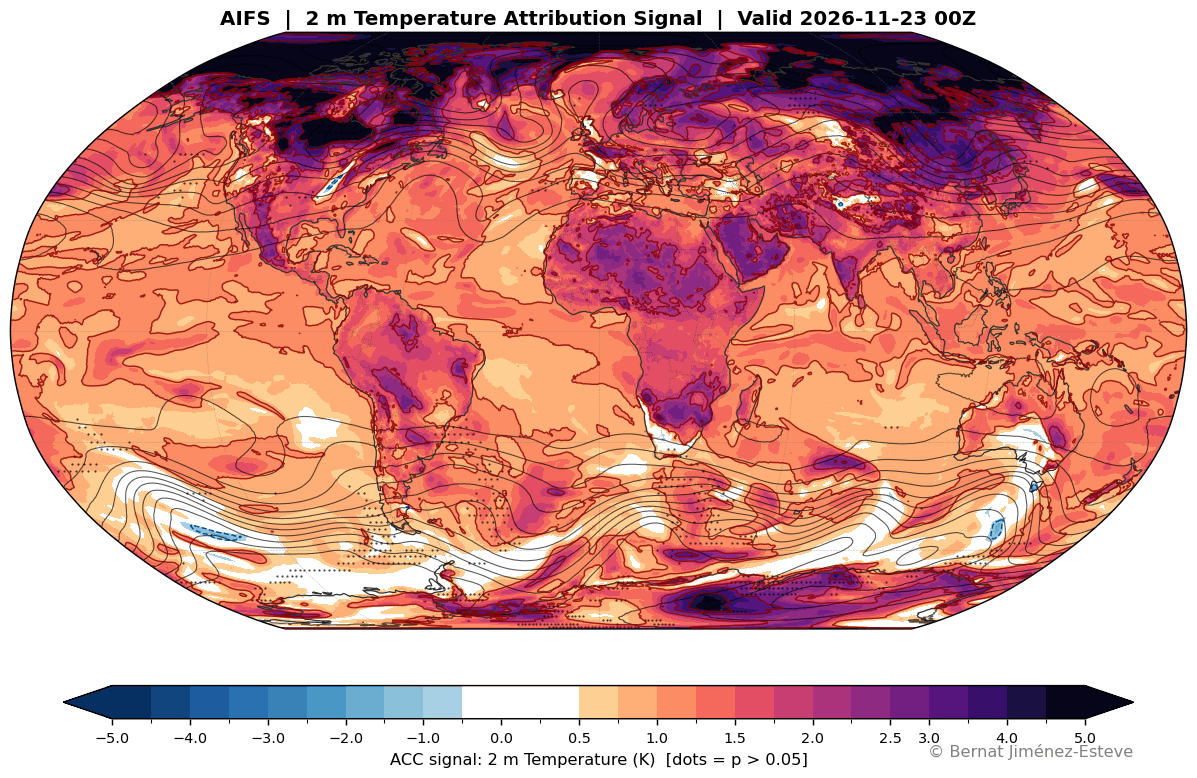 AIFS | 2 m Temperature Attribution Signal | Valid 2026-11-23 00Z
−5.0 −4.0 −3.0 −2.0 −1.0 0.0 0.5 1.0 1.5 2.0 2.5 3.0 4.0 5.0
ACC signal: 2 m Temperature (K) [dots = p > 0.05]
© Bernat Jiménez-Esteve